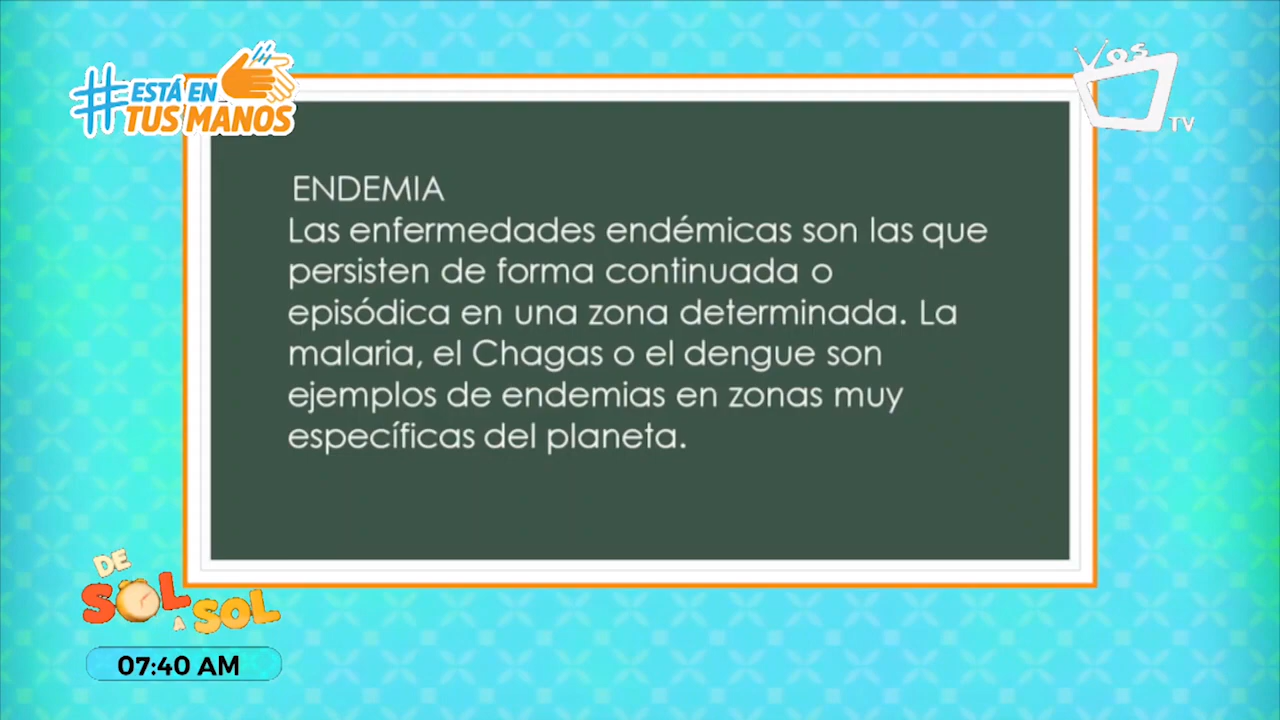 #ESTÁ EN
TUS MANOS
VOS
TV
ENDEMIA
Las enfermedades endémicas son las que
persisten de forma continuada o
episódica en una zona determinada. La
malaria, el Chagas o el dengue son
ejemplos de endemias en zonas muy
específicas del planeta.
DE
SOL
A SOL
07:40 AM